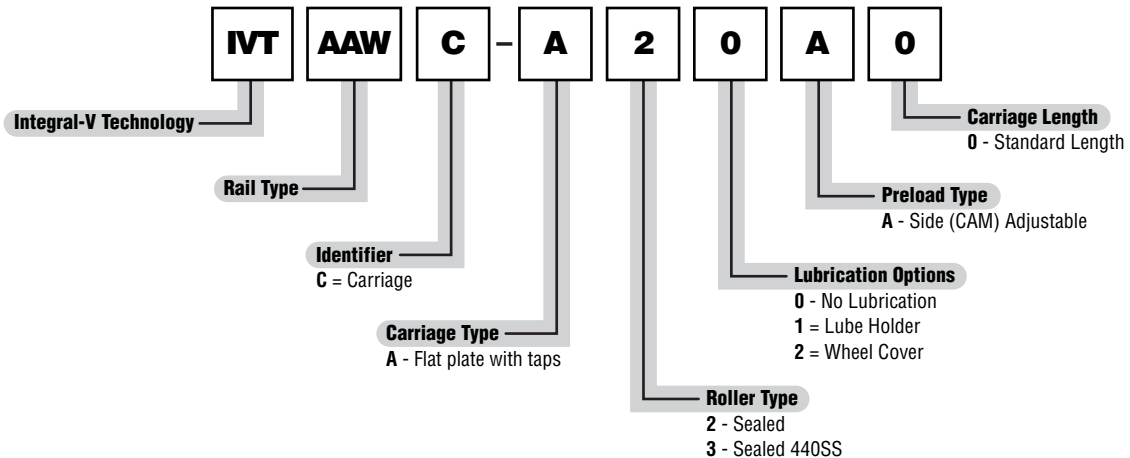 IVT AAW C – A 2 0 A 0
Integral-V Technology
Rail Type
Identifier
C = Carriage
Carriage Type
A - Flat plate with taps
Roller Type
2 - Sealed
3 - Sealed 440SS
Lubrication Options
0 - No Lubrication
1 = Lube Holder
2 = Wheel Cover
Preload Type
A - Side (CAM) Adjustable
Carriage Length
0 - Standard Length